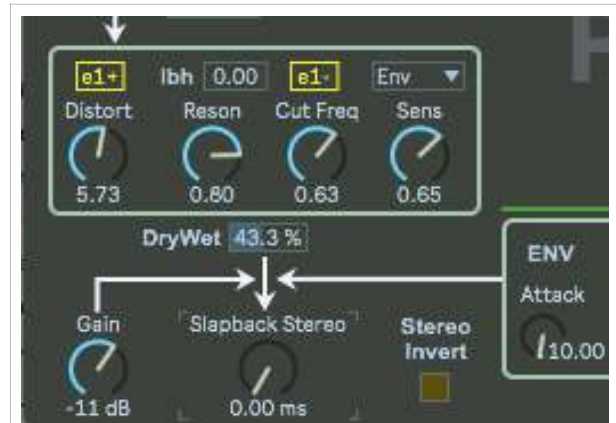 e1+ lbh 0.00 e1- Env
Distort Reson Cut Freq Sens
5.73 0.80 0.63 0.65
DryWet 43.3 %
ENV
Attack
10.00
Gain Slapback Stereo Stereo Invert
-11 dB 0.00 ms